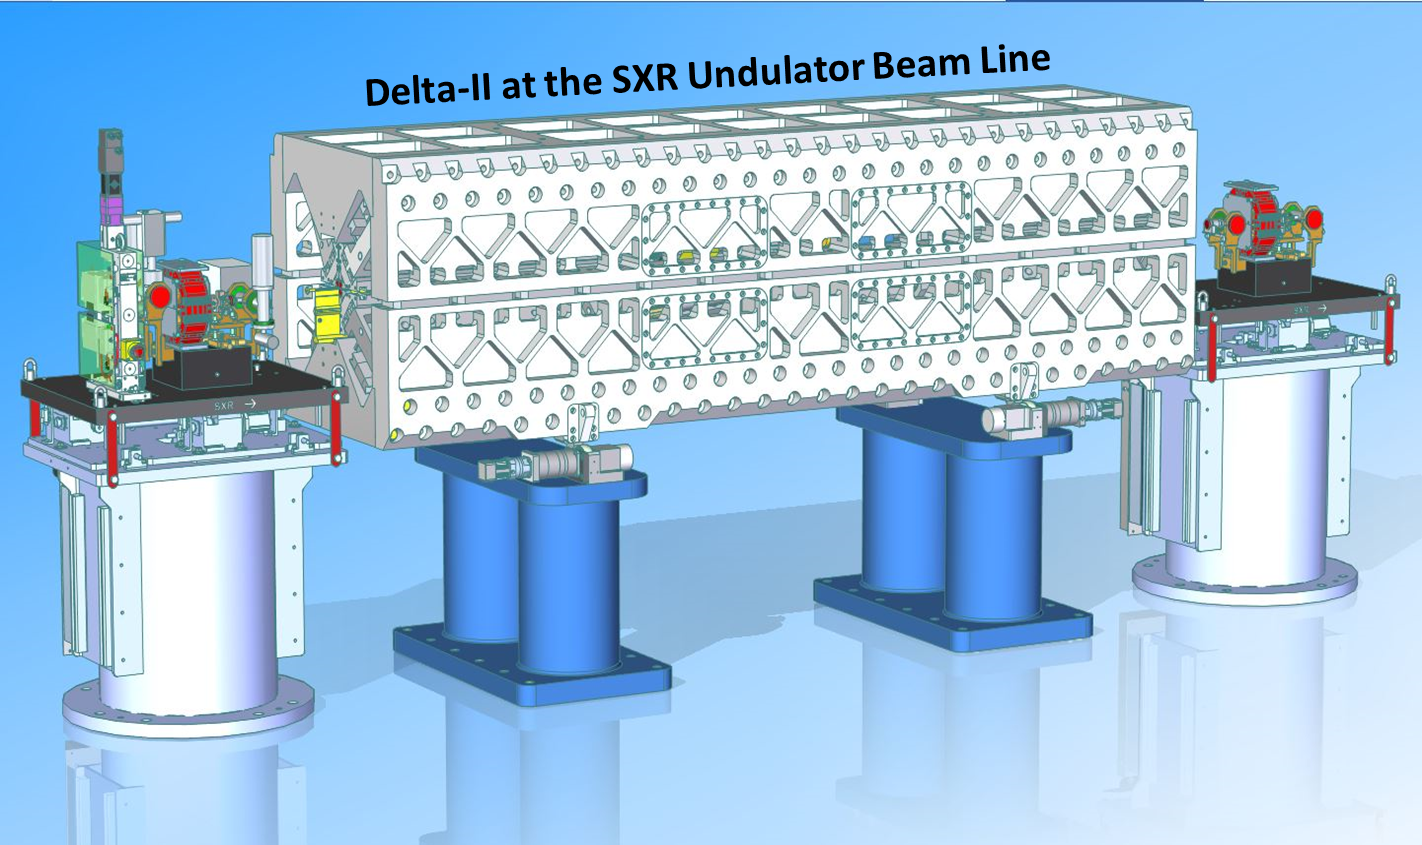 Delta-II at the SXR Undulator Beam Line
SXR →
SXR →